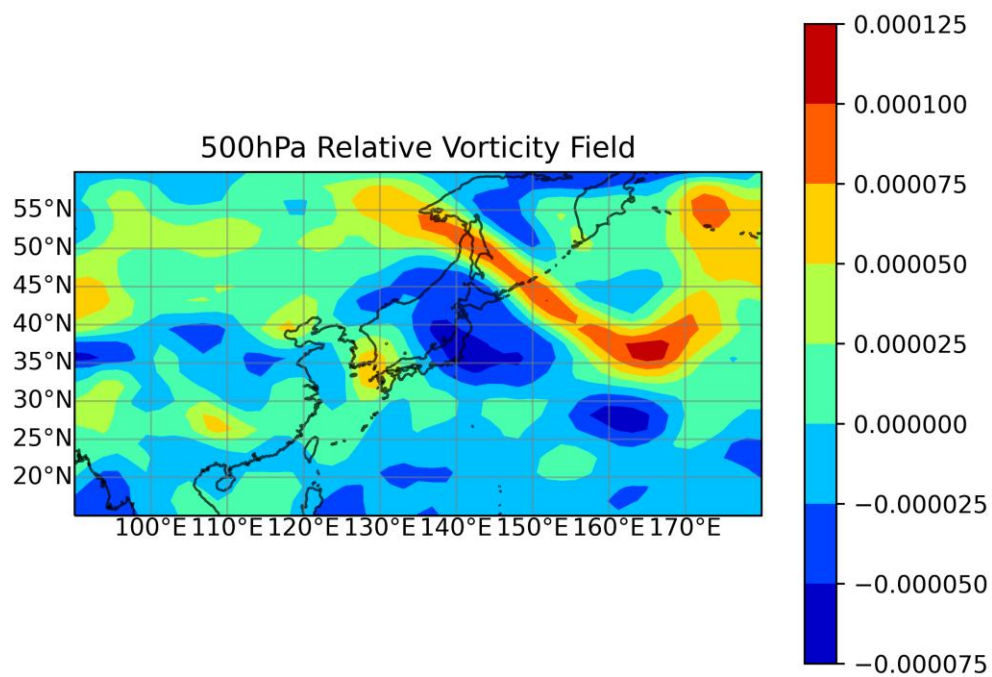 500hPa Relative Vorticity Field
55°N
50°N
45°N
40°N
35°N
30°N
25°N
20°N
100°E 110°E 120°E 130°E 140°E 150°E 160°E 170°E
0.000125
0.000100
0.000075
0.000050
0.000025
0.000000
−0.000025
−0.000050
−0.000075